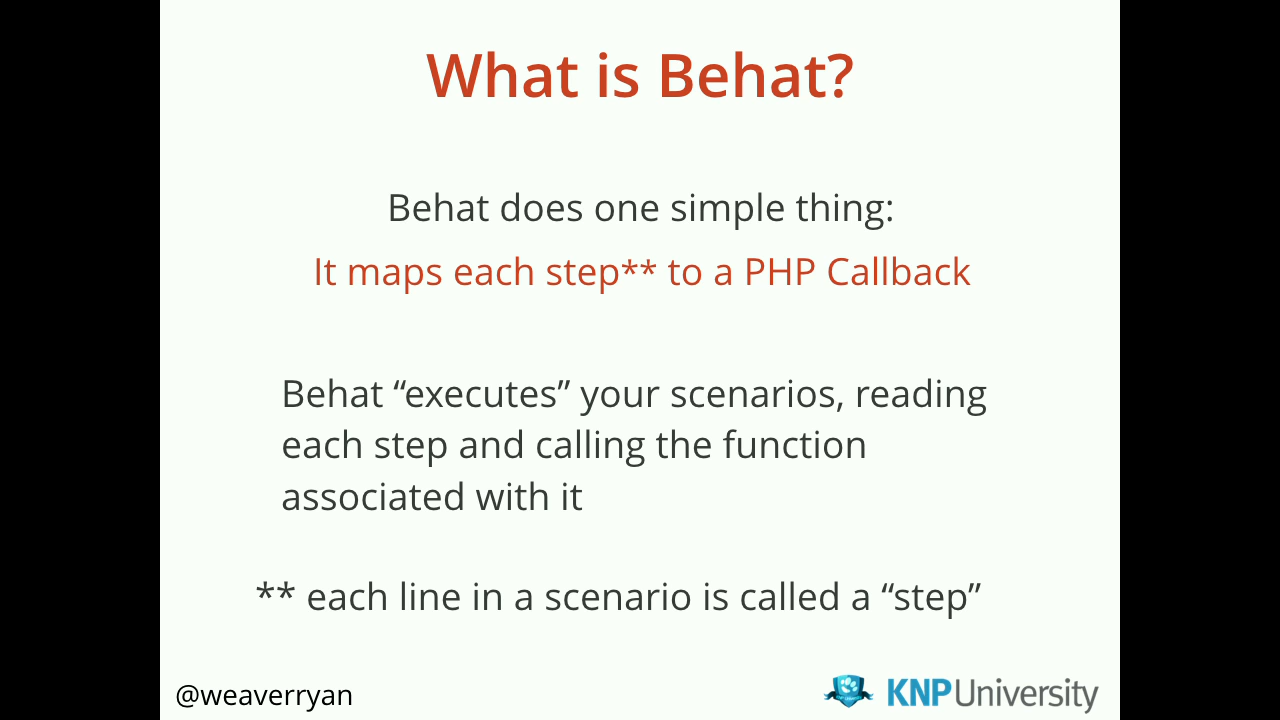 What is Behat?
Behat does one simple thing:
It maps each step** to a PHP Callback
Behat “executes” your scenarios, reading
each step and calling the function
associated with it
** each line in a scenario is called a “step”
@weaverryan
KNPUniversity